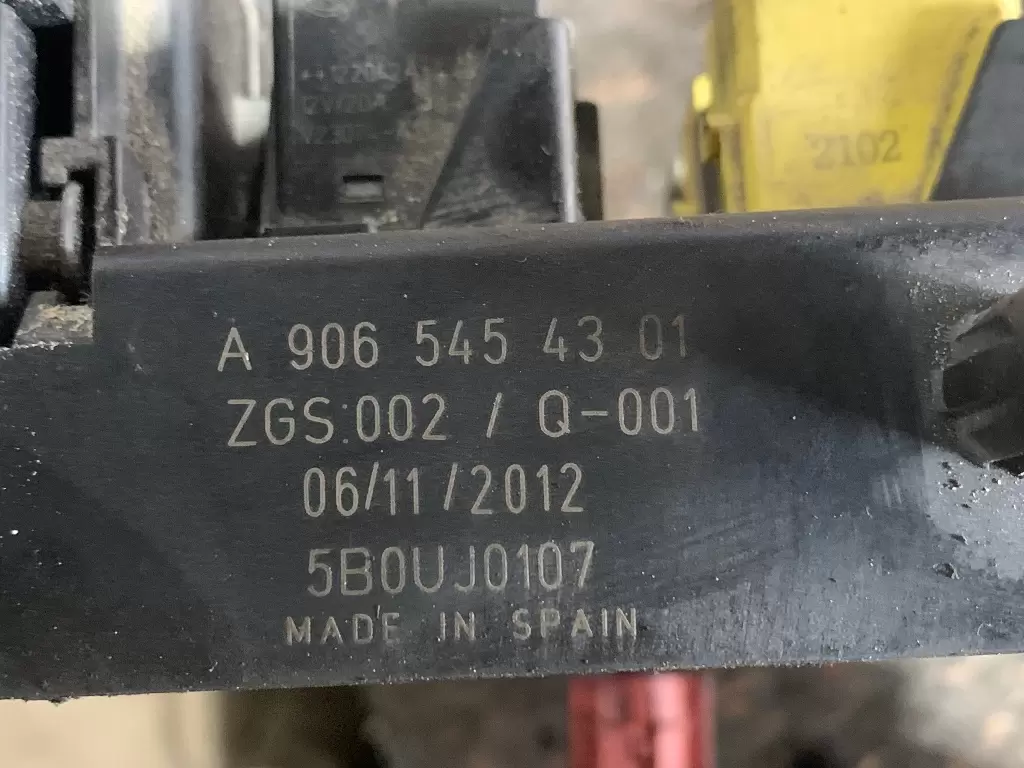 2102
A 906 545 43 01
ZGS:002 / Q-001
06/11/2012
5B0UJ0107
MADE IN SPAIN